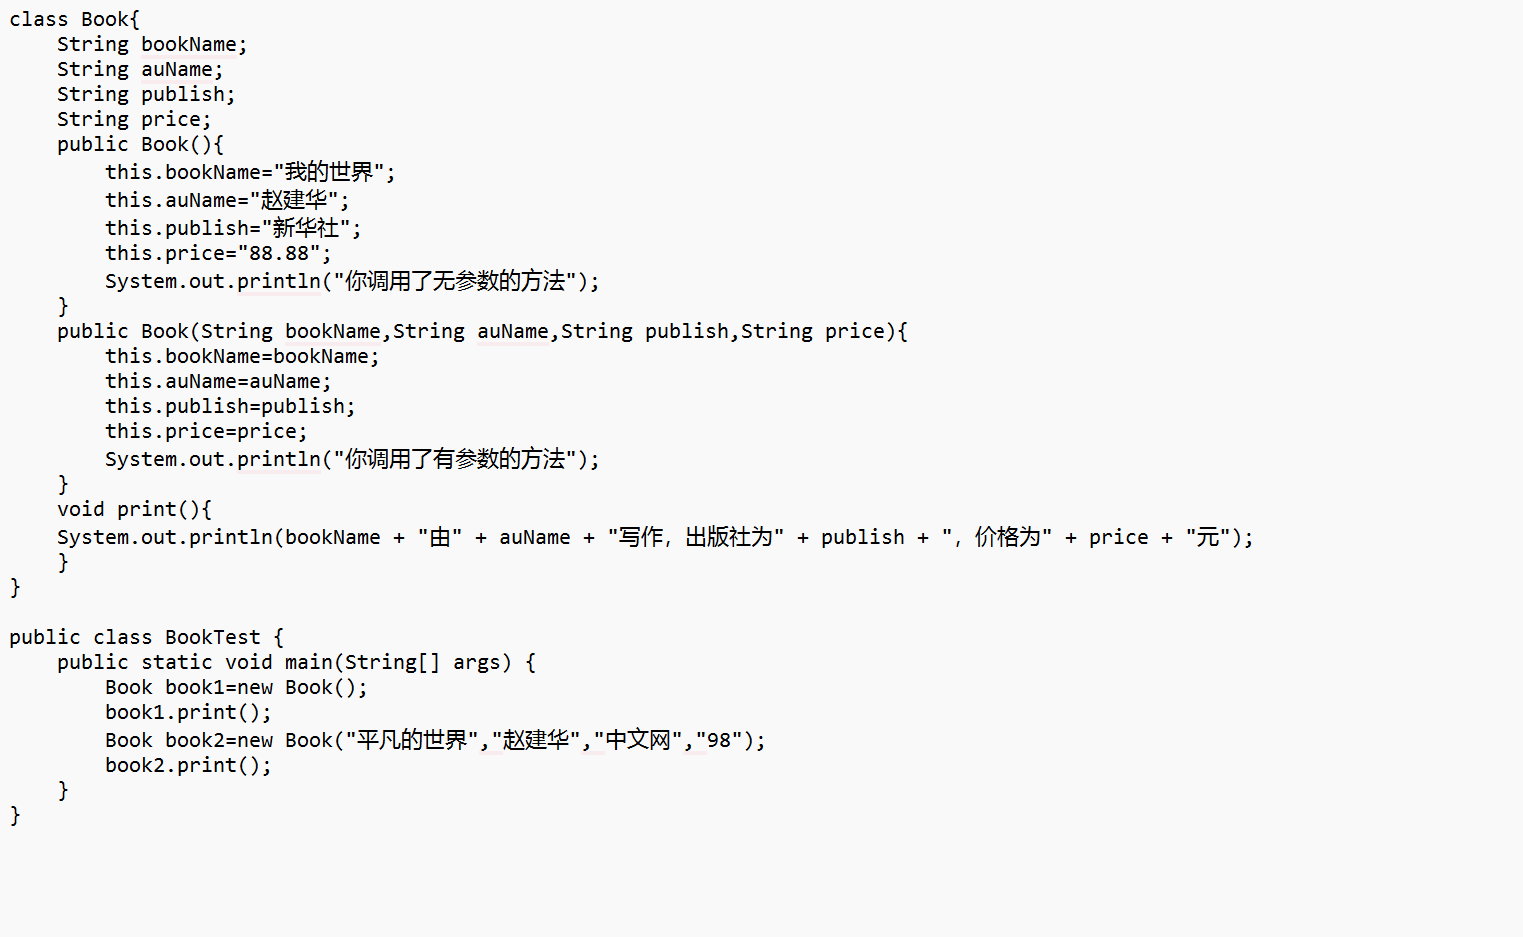 class Book{
    String bookName;
    String auName;
    String publish;
    String price;
    public Book(){
        this.bookName="我的世界";
        this.auName="赵建华";
        this.publish="新华社";
        this.price="88.88";
        System.out.println("你调用了无参数的方法");
    }
    public Book(String bookName,String auName,String publish,String price){
        this.bookName=bookName;
        this.auName=auName;
        this.publish=publish;
        this.price=price;
        System.out.println("你调用了有参数的方法");
    }
    void print(){
    System.out.println(bookName + "由" + auName + "写作，出版社为" + publish + "，价格为" + price + "元");
    }
}

public class BookTest {
    public static void main(String[] args) {
        Book book1=new Book();
        book1.print();
        Book book2=new Book("平凡的世界","赵建华","中文网","98");
        book2.print();
    }
}